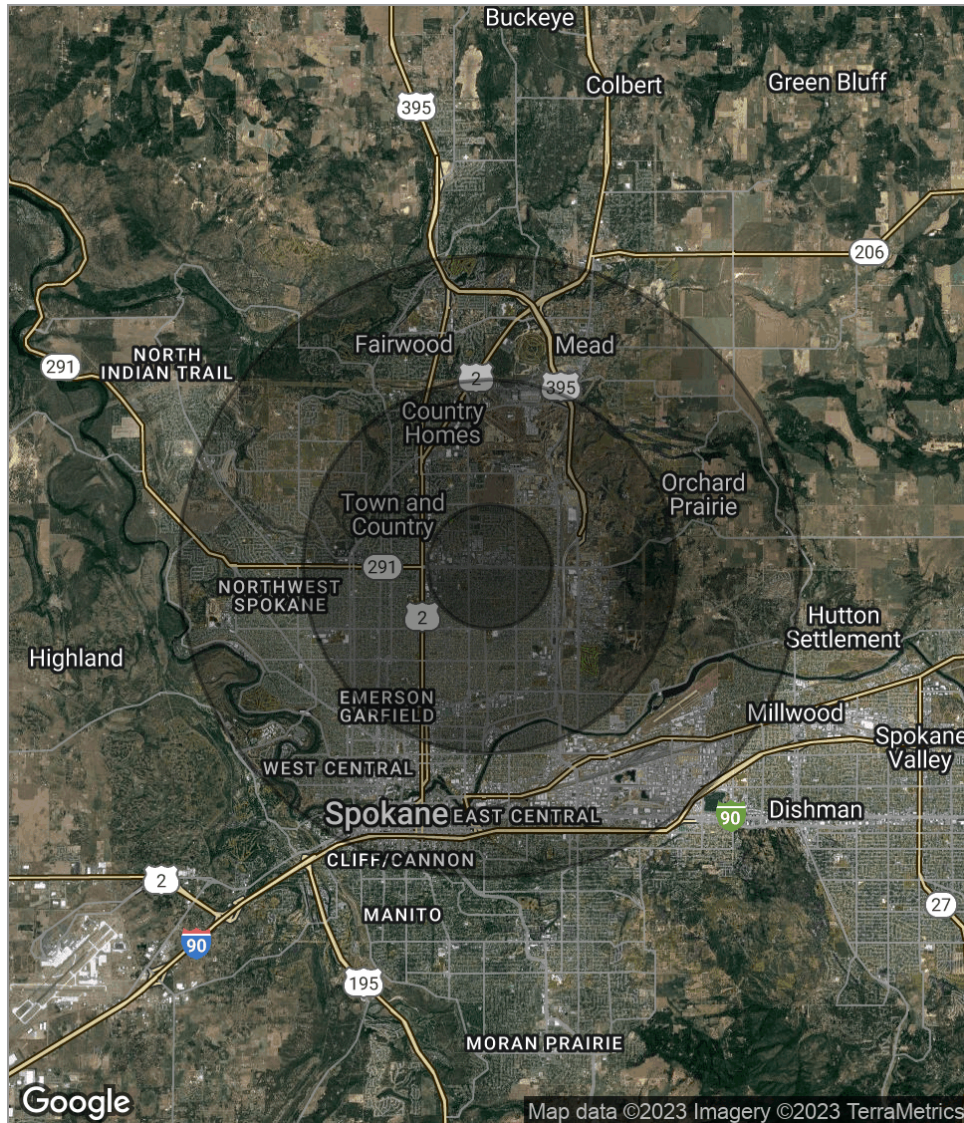 Buckeye
Colbert
Green Bluff
395
206
291
NORTH
INDIAN TRAIL
Fairwood
Mead
2
395
Country
Homes
Orchard
Prairie
Town and
Country
291
NORTHWEST
SPOKANE
2
Hutton
Settlement
Highland
EMERSON
GARFIELD
Millwood
Spokane
Valley
WEST CENTRAL
Spokane
EAST CENTRAL
90
Dishman
CLIFF/CANNON
2
MANITO
27
90
195
MORAN PRAIRIE
Google
Map data ©2023 Imagery ©2023 TerraMetrics